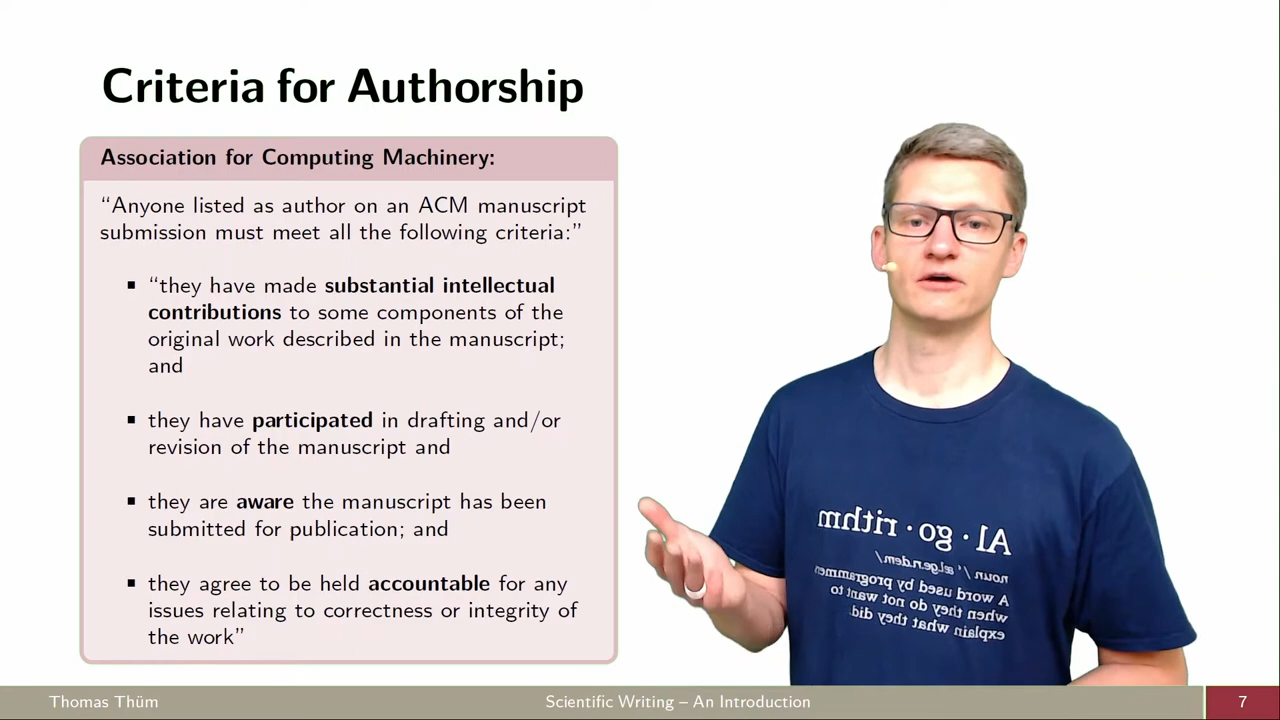 Criteria for Authorship
Association for Computing Machinery:
“Anyone listed as author on an ACM manuscript
submission must meet all the following criteria:”
▪ “they have made substantial intellectual
contributions to some components of the
original work described in the manuscript;
and
▪ they have participated in drafting and/or
revision of the manuscript and
▪ they are aware the manuscript has been
submitted for publication; and
▪ they agree to be held accountable for any
issues relating to correctness or integrity of
the work”
Al·go·rithm
noun /'ælgendem/
A word used by programmers
when they do not want to
explain what they did.
Thomas Thüm
Scientific Writing – An Introduction
7